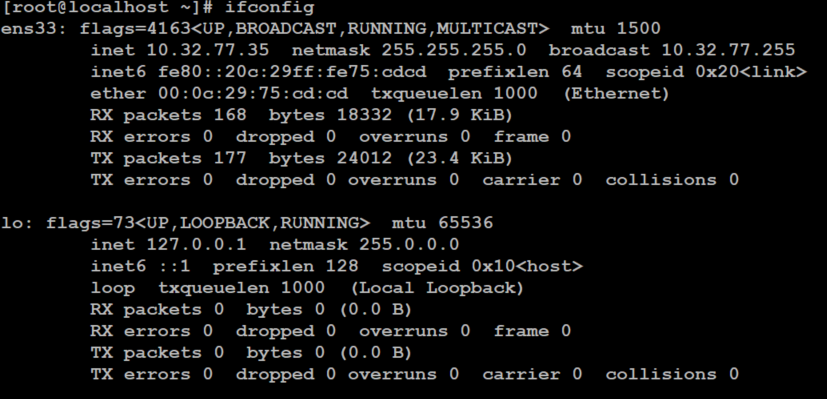 [root@localhost ~]# ifconfig
ens33: flags=4163<UP,BROADCAST,RUNNING,MULTICAST>  mtu 1500
        inet 10.32.77.35  netmask 255.255.255.0  broadcast 10.32.77.255
        inet6 fe80::20c:29ff:fe75:cdcd  prefixlen 64  scopeid 0x20<link>
        ether 00:0c:29:75:cd:cd  txqueuelen 1000  (Ethernet)
        RX packets 168  bytes 18332 (17.9 KiB)
        RX errors 0  dropped 0  overruns 0  frame 0
        TX packets 177  bytes 24012 (23.4 KiB)
        TX errors 0  dropped 0 overruns 0  carrier 0  collisions 0

lo: flags=73<UP,LOOPBACK,RUNNING>  mtu 65536
        inet 127.0.0.1  netmask 255.0.0.0
        inet6 ::1  prefixlen 128  scopeid 0x10<host>
        loop  txqueuelen 1000  (Local Loopback)
        RX packets 0  bytes 0 (0.0 B)
        RX errors 0  dropped 0  overruns 0  frame 0
        TX packets 0  bytes 0 (0.0 B)
        TX errors 0  dropped 0 overruns 0  carrier 0  collisions 0